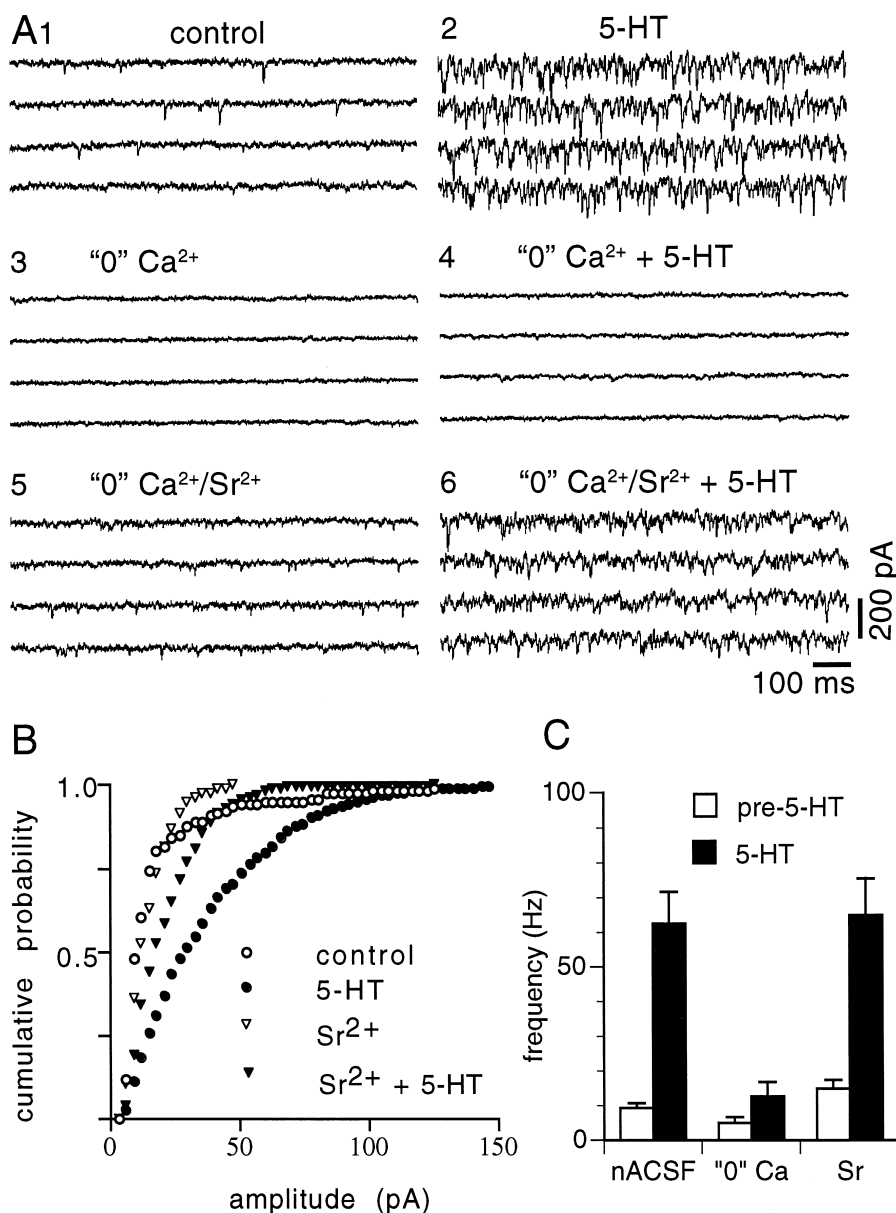 A1 control
2 5-HT
3 “0” Ca²⁺
4 “0” Ca²⁺ + 5-HT
5 “0” Ca²⁺/Sr²⁺
6 “0” Ca²⁺/Sr²⁺ + 5-HT
200 pA
100 ms
B
cumulative probability
1.0
0.5
control
5-HT
Sr²⁺
Sr²⁺ + 5-HT
0 50 100 150
amplitude (pA)
C
frequency (Hz)
100
50
0
pre-5-HT
5-HT
nACSF "0" Ca Sr